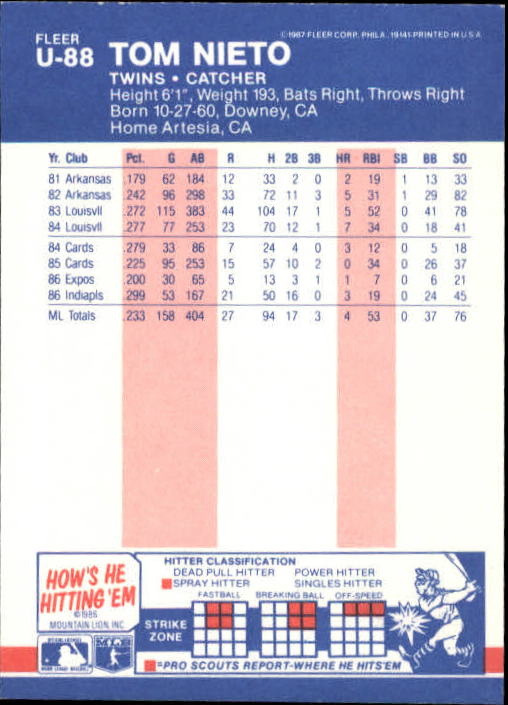 ©1987 FLEER CORP. PHILA. 19141-PRINTED IN U.S.A.
FLEER
U-88 TOM NIETO
TWINS • CATCHER
Height 6'1", Weight 193, Bats Right, Throws Right
Born 10-27-60, Downey, CA
Home Artesia, CA
Yr. Club Pct. G AB R H 2B 3B HR RBI SB BB SO
81 Arkansas .179 62 184 12 33 2 0 2 19 1 13 33
82 Arkansas .242 96 298 33 72 11 3 5 31 1 29 82
83 Louisvll .272 115 383 44 104 17 1 5 52 0 41 78
84 Louisvll .277 77 253 23 70 12 1 7 34 0 18 41
84 Cards .279 33 86 7 24 4 0 3 12 0 5 18
85 Cards .225 95 253 15 57 10 2 0 34 0 26 37
86 Expos .200 30 65 5 13 3 1 1 7 0 6 21
86 Indiapls .299 53 167 21 50 16 0 3 19 0 24 45
ML Totals .233 158 404 27 94 17 3 4 53 0 37 76
HOW'S HE
HITTING 'EM
©1986
MOUNTAIN LION, INC.
HITTER CLASSIFICATION
DEAD PULL HITTER POWER HITTER
SPRAY HITTER SINGLES HITTER
FASTBALL BREAKING BALL OFF-SPEED
STRIKE
ZONE
=PRO SCOUTS REPORT-WHERE HE HITS'EM